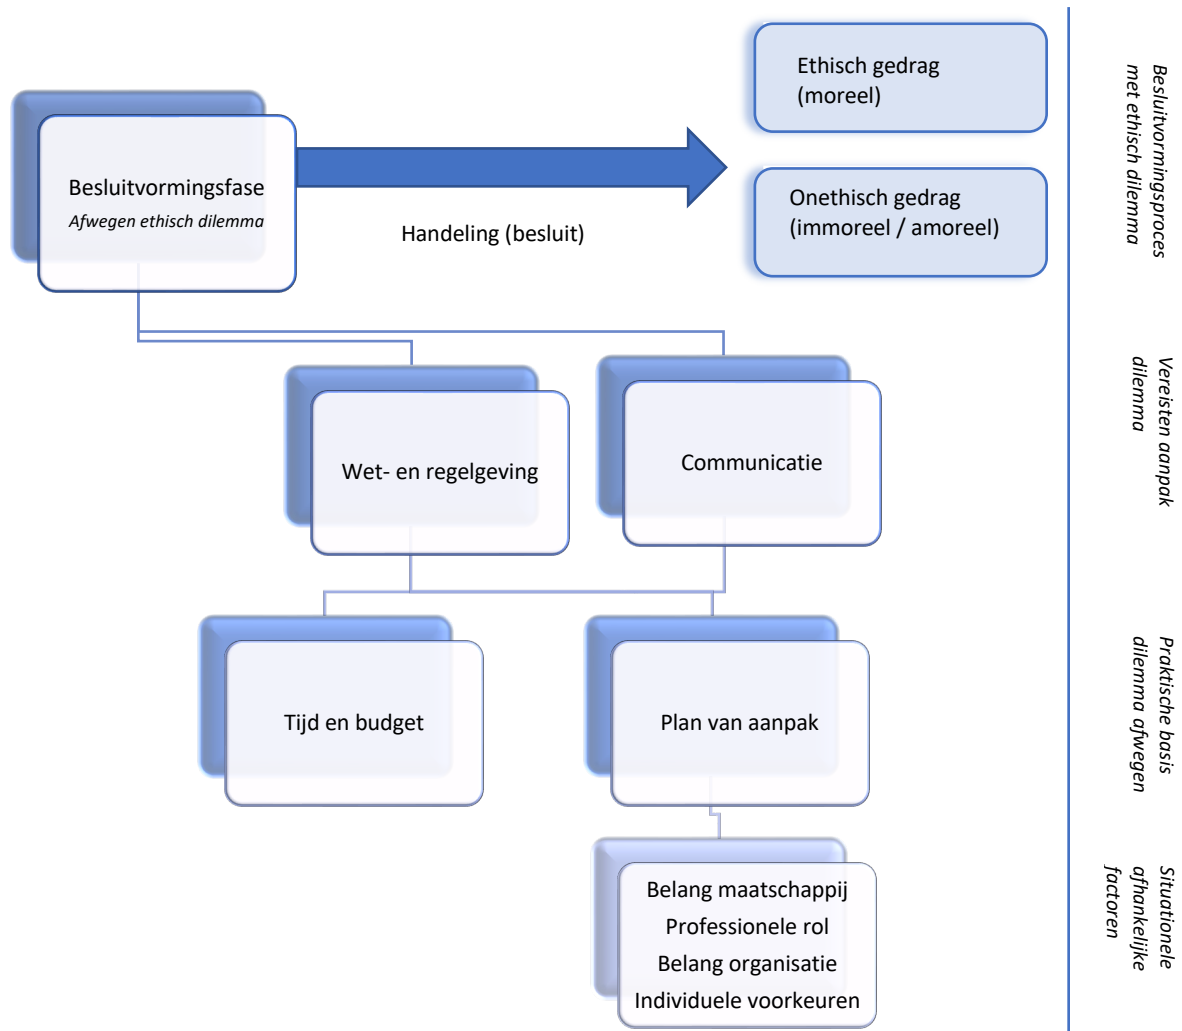 Ethisch gedrag
(moreel)
Besluitvormingsfase
Afwegen ethisch dilemma
Handeling (besluit)
Onethisch gedrag
(immoreel / amoreel)
Besluitvormingsproces
met ethisch dilemma
Wet- en regelgeving
Communicatie
Vereisten aanpak
dilemma
Tijd en budget
Plan van aanpak
Praktische basis
dilemma afwegen
Belang maatschappij
Professionele rol
Belang organisatie
Individuele voorkeuren
Situationele
afhankelijke
factoren